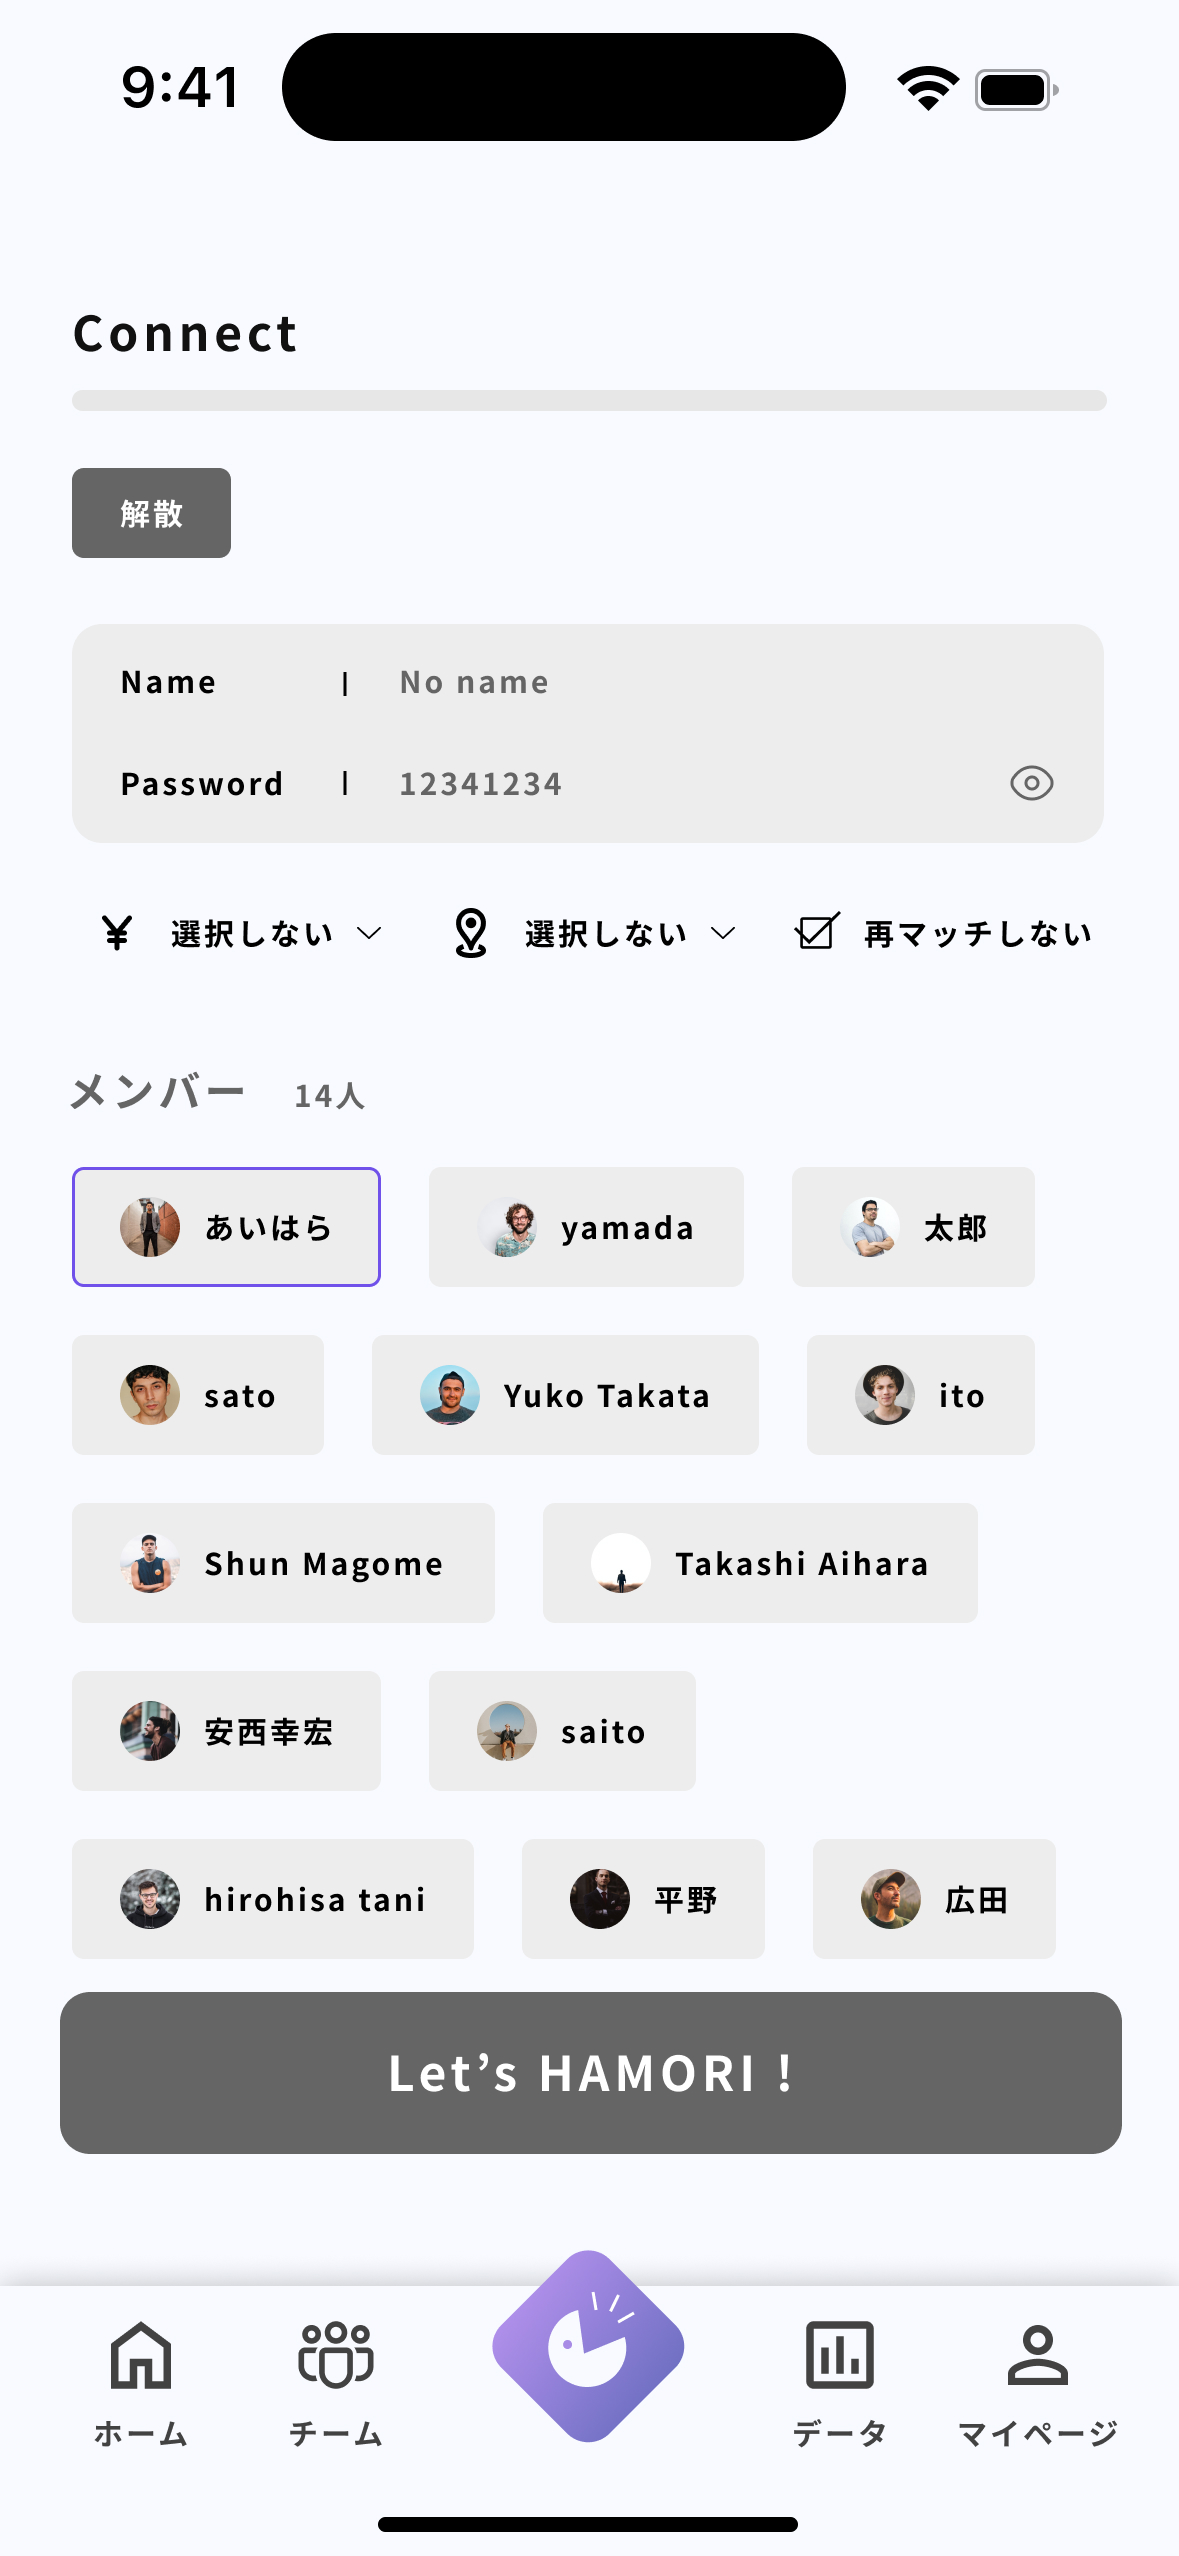 9:41
Connect
解散
Name | No name
Password | 12341234
選択しない 選択しない 再マッチしない
メンバー 14人
あいはら yamada 太郎
sato Yuko Takata ito
Shun Magome Takashi Aihara
安西幸宏 saito
hirohisa tani 平野 広田
Let’s HAMORI !
ホーム チーム データ マイページ